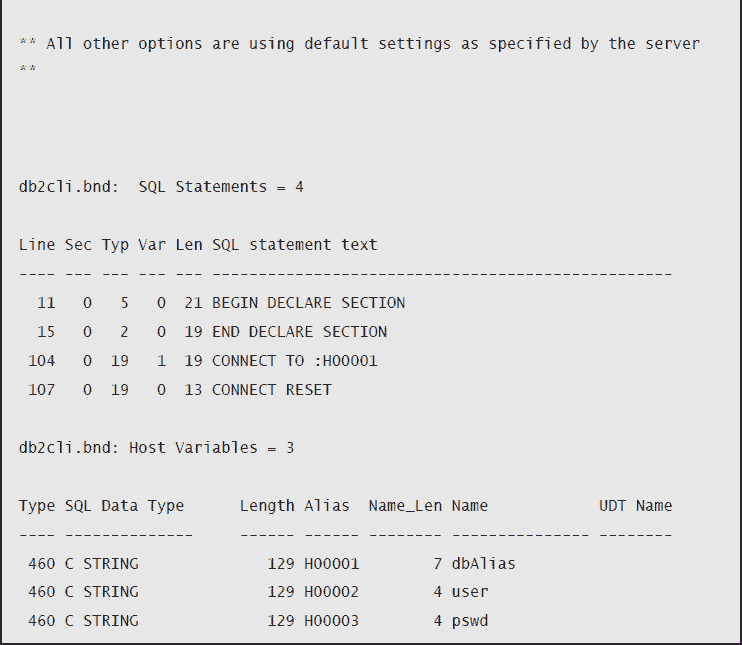 ** All other options are using default settings as specified by the server
**
db2cli.bnd:  SQL Statements = 4
Line Sec Typ Var Len SQL statement text
---- --- --- --- --- --------------------------------------------------
  11   0   5   0  21 BEGIN DECLARE SECTION
  15   0   2   0  19 END DECLARE SECTION
 104   0  19   1  19 CONNECT TO :H00001
 107   0  19   0  13 CONNECT RESET
db2cli.bnd: Host Variables = 3
Type SQL Data Type      Length Alias  Name_Len Name            UDT Name
---- --------------     ------ ------ -------- --------------- --------
 460 C STRING              129 H00001        7 dbAlias
 460 C STRING              129 H00002        4 user
 460 C STRING              129 H00003        4 pswd